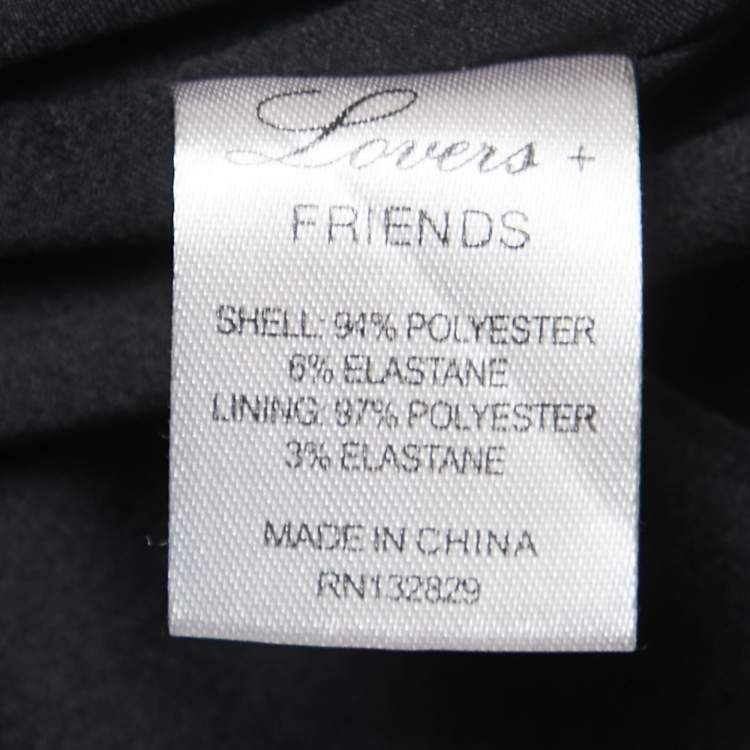 Lovers +
FRIENDS
SHELL: 94% POLYESTER
6% ELASTANE
LINING: 97% POLYESTER
3% ELASTANE
MADE IN CHINA
RN132829